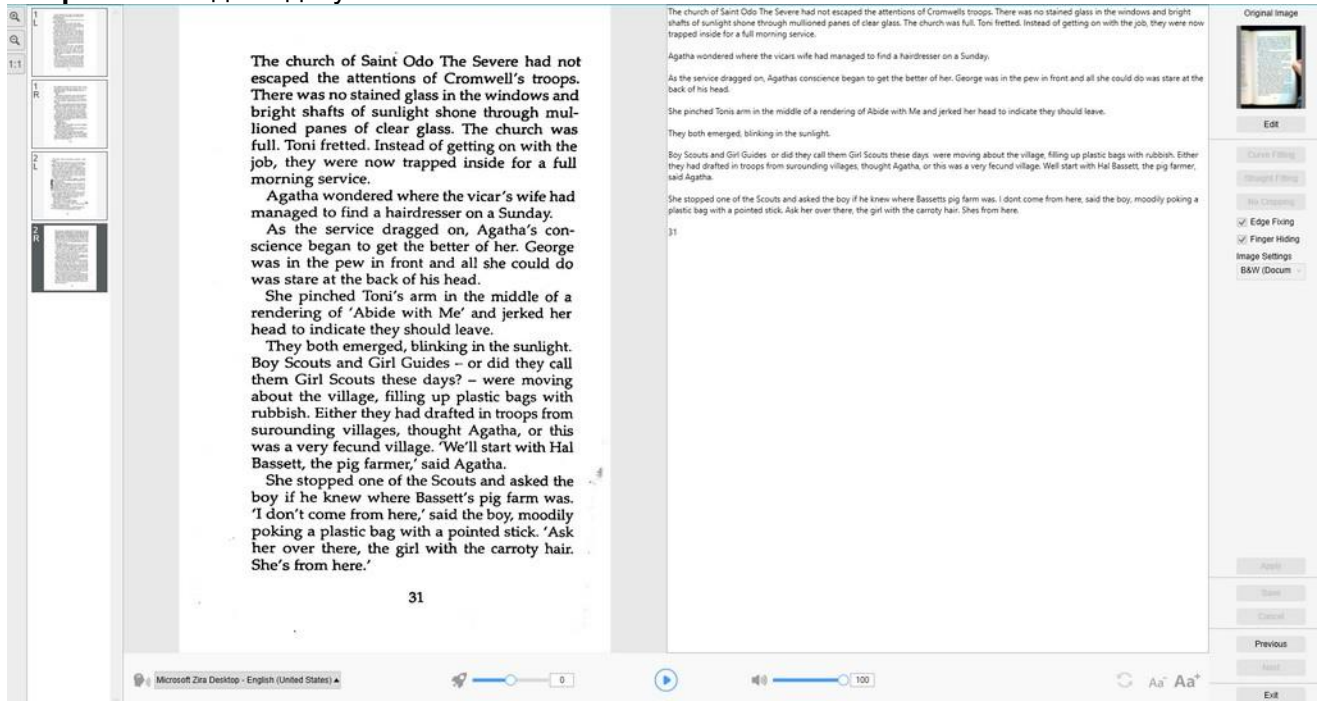 1
L
1
R
2
L
2
R
1:1
The church of Saint Odo The Severe had not
escaped the attentions of Cromwell's troops.
There was no stained glass in the windows and
bright shafts of sunlight shone through mul-
lioned panes of clear glass. The church was
full. Toni fretted. Instead of getting on with the
job, they were now trapped inside for a full
morning service.
Agatha wondered where the vicar's wife had
managed to find a hairdresser on a Sunday.
As the service dragged on, Agatha's con-
science began to get the better of her. George
was in the pew in front and all she could do
was stare at the back of his head.
She pinched Toni's arm in the middle of a
rendering of 'Abide with Me' and jerked her
head to indicate they should leave.
They both emerged, blinking in the sunlight.
Boy Scouts and Girl Guides – or did they call
them Girl Scouts these days? – were moving
about the village, filling up plastic bags with
rubbish. Either they had drafted in troops from
surounding villages, thought Agatha, or this
was a very fecund village. 'We'll start with Hal
Bassett, the pig farmer,' said Agatha.
She stopped one of the Scouts and asked the
boy if he knew where Bassett's pig farm was.
'I don't come from here,' said the boy, moodily
poking a plastic bag with a pointed stick. 'Ask
her over there, the girl with the carroty hair.
She's from here.'
31
The church of Saint Odo The Severe had not escaped the attentions of Cromwells troops. There was no stained glass in the windows and bright
shafts of sunlight shone through mullioned panes of clear glass. The church was full. Toni fretted. Instead of getting on with the job, they were now
trapped inside for a full morning service.
Agatha wondered where the vicars wife had managed to find a hairdresser on a Sunday.
As the service dragged on, Agathas conscience began to get the better of her. George was in the pew in front and all she could do was stare at the
back of his head.
She pinched Tonis arm in the middle of a rendering of Abide with Me and jerked her head to indicate they should leave.
They both emerged, blinking in the sunlight.
Boy Scouts and Girl Guides or did they call them Girl Scouts these days were moving about the village, filling up plastic bags with rubbish. Either
they had drafted in troops from surounding villages, thought Agatha, or this was a very fecund village. Well start with Hal Bassett, the pig farmer,
said Agatha.
She stopped one of the Scouts and asked the boy if he knew where Bassetts pig farm was. I dont come from here, said the boy, moodily poking a
plastic bag with a pointed stick. Ask her over there, the girl with the carroty hair. Shes from here.
31
Original Image
Edit
Curve Fitting
Straight Fitting
No Cropping
Edge Fixing
Finger Hiding
Image Settings
B&W (Docum
Apply
Save
Cancel
Previous
Next
Exit
Microsoft Zira Desktop - English (United States)
0
100
Aa- Aa+